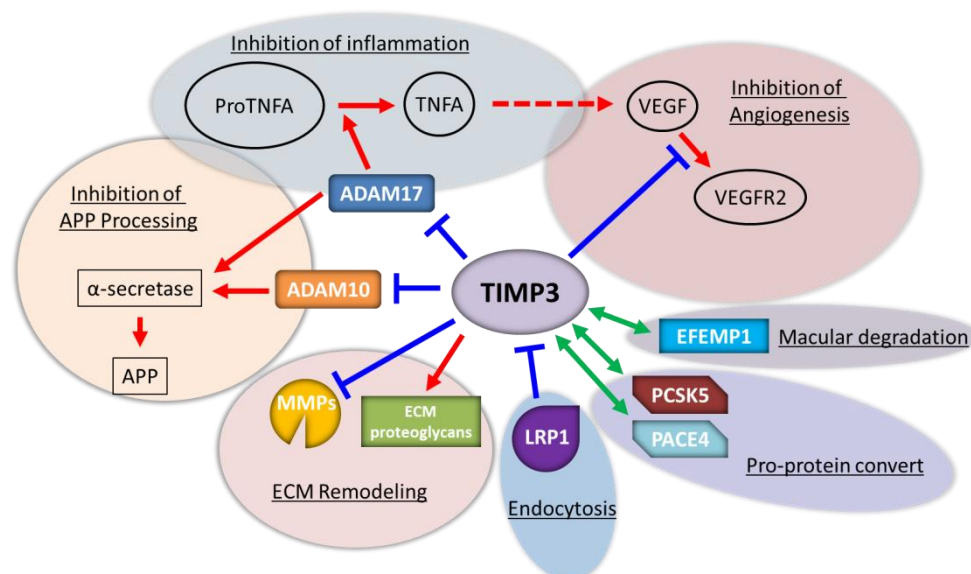 Inhibition of inflammation
ProTNFA
TNFA
VEGF
Inhibition of
Angiogenesis
VEGFR2
ADAM17
Inhibition of
APP Processing
α-secretase
ADAM10
APP
TIMP3
EFEMP1
Macular degradation
PCSK5
PACE4
Pro-protein convert
MMPs
ECM
proteoglycans
ECM Remodeling
LRP1
Endocytosis